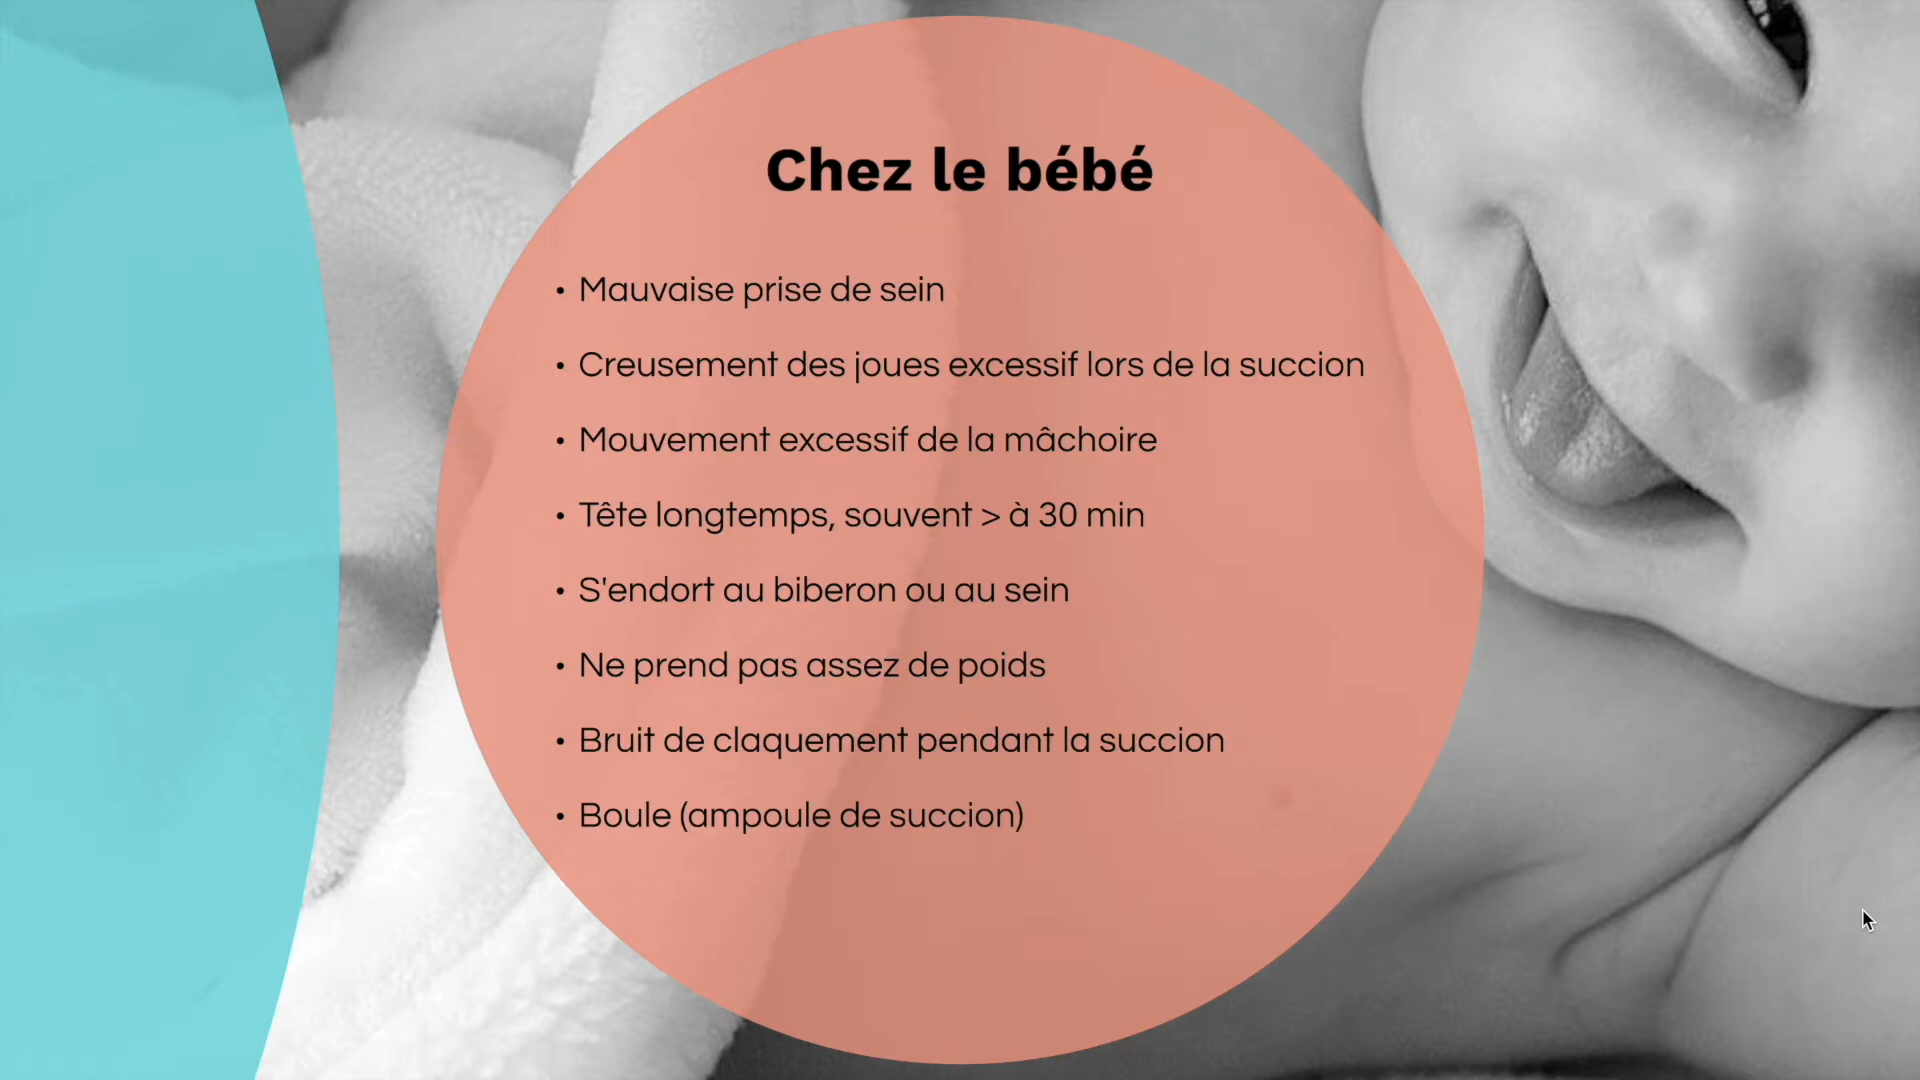 Chez le bébé
• Mauvaise prise de sein
• Creusement des joues excessif lors de la succion
• Mouvement excessif de la mâchoire
• Tête longtemps, souvent > à 30 min
• S'endort au biberon ou au sein
• Ne prend pas assez de poids
• Bruit de claquement pendant la succion
• Boule (ampoule de succion)